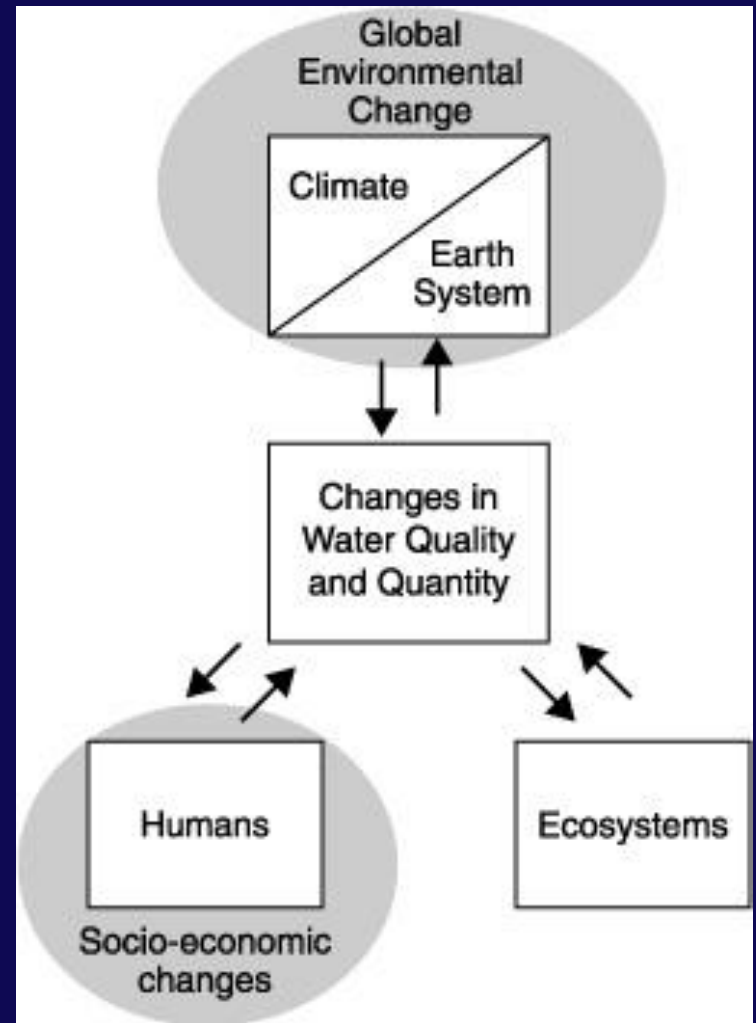 Global
Environmental
Change
Climate
Earth
System
Changes in
Water Quality
and Quantity
Humans
Ecosystems
Socio-economic
changes